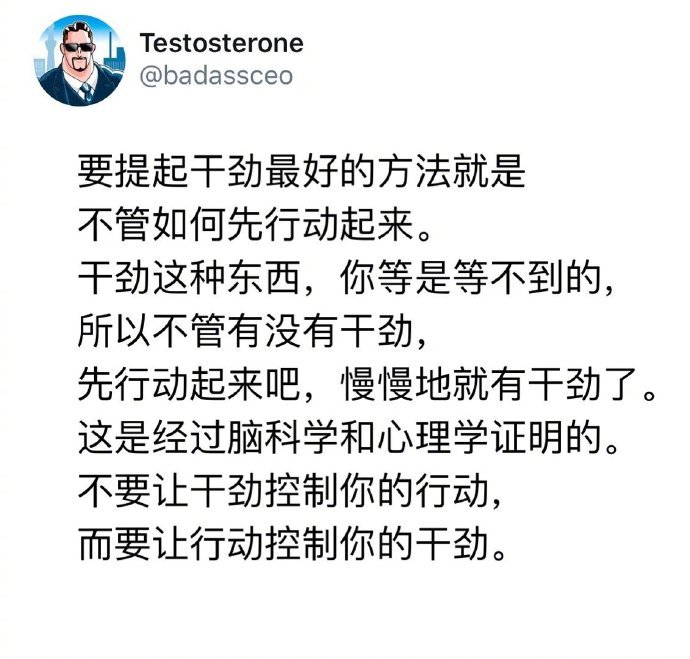 Testosterone
@badassceo
要提起干劲最好的方法就是
不管如何先行动起来。
干劲这种东西，你等是等不到的，
所以不管有没有干劲，
先行动起来吧，慢慢地就有干劲了。
这是经过脑科学和心理学证明的。
不要让干劲控制你的行动，
而要让行动控制你的干劲。